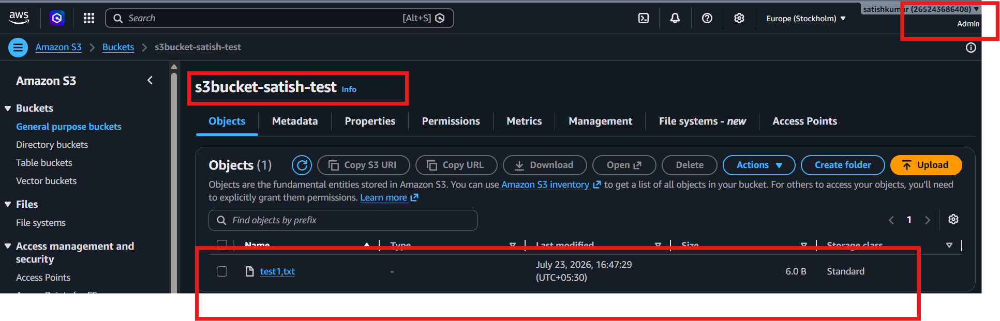 aws
Search [Alt+S]
Europe (Stockholm)
satishkumar (265243686408)
Admin
Amazon S3 > Buckets > s3bucket-satish-test
Amazon S3
Buckets
General purpose buckets
Directory buckets
Table buckets
Vector buckets
Files
File systems
Access management and
security
Access Points
s3bucket-satish-test Info
Objects Metadata Properties Permissions Metrics Management File systems - new Access Points
Objects (1) Copy S3 URI Copy URL Download Open Delete Actions Create folder Upload
Objects are the fundamental entities stored in Amazon S3. You can use Amazon S3 inventory to get a list of all objects in your bucket. For others to access your objects, you'll need
to explicitly grant them permissions. Learn more
Find objects by prefix
1
Name Type Last modified Size Storage class
test1,txt - July 23, 2026, 16:47:29 6.0 B Standard
(UTC+05:30)